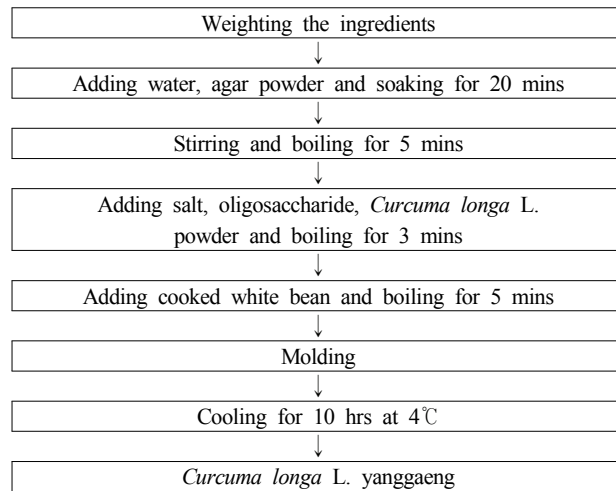 Weighting the ingredients
Adding water, agar powder and soaking for 20 mins
Stirring and boiling for 5 mins
Adding salt, oligosaccharide, Curcuma longa L.
powder and boiling for 3 mins
Adding cooked white bean and boiling for 5 mins
Molding
Cooling for 10 hrs at 4℃
Curcuma longa L. yanggaeng